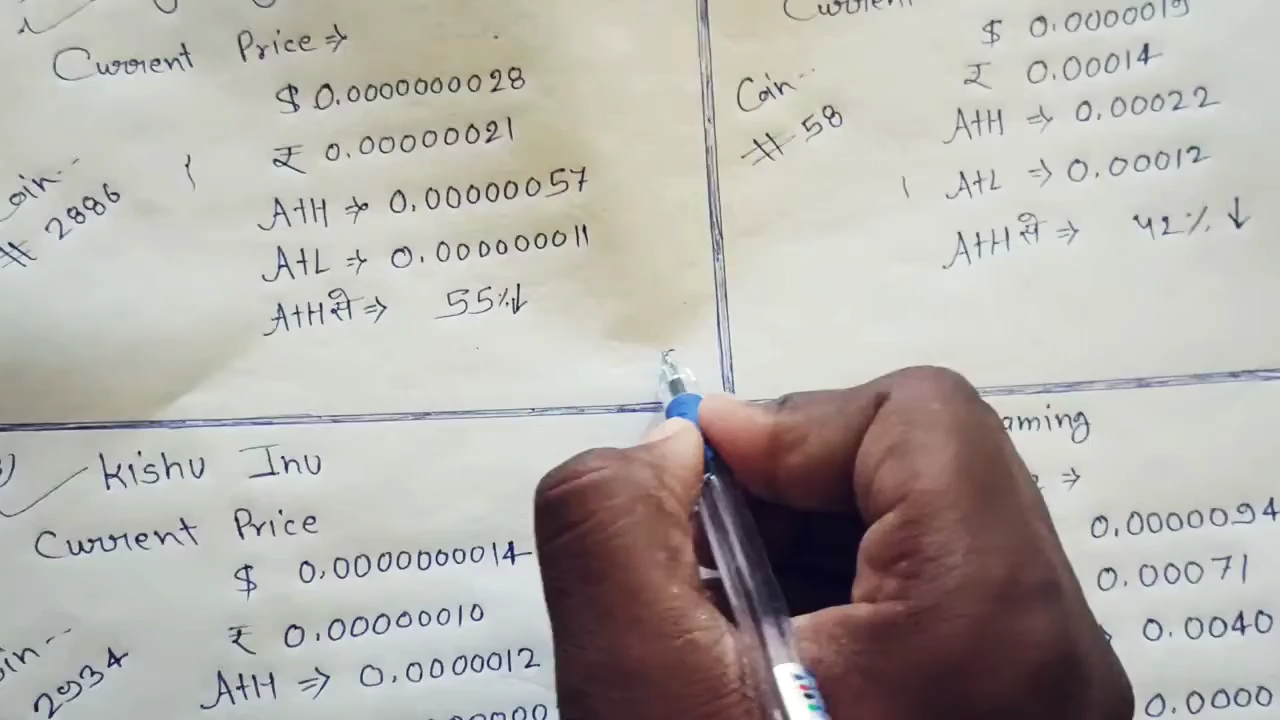 Current Price ⇒
$ 0.0000000028
₹ 0.00000021
AtH ⇒ 0.00000057
AtL ⇒ 0.000000011
AtH से ⇒ 55%↓
# 2886
$ 0.0000019
₹ 0.00014
Coin--
# 58
AtH ⇒ 0.00022
AtL ⇒ 0.00012
AtH से ⇒ 42% ↓
Kishu Inu
Current Price
$ 0.0000000014
₹ 0.00000010
AtH ⇒ 0.0000012
2934
aming
⇒
0.0000094
0.00071
0.0040
0.0000